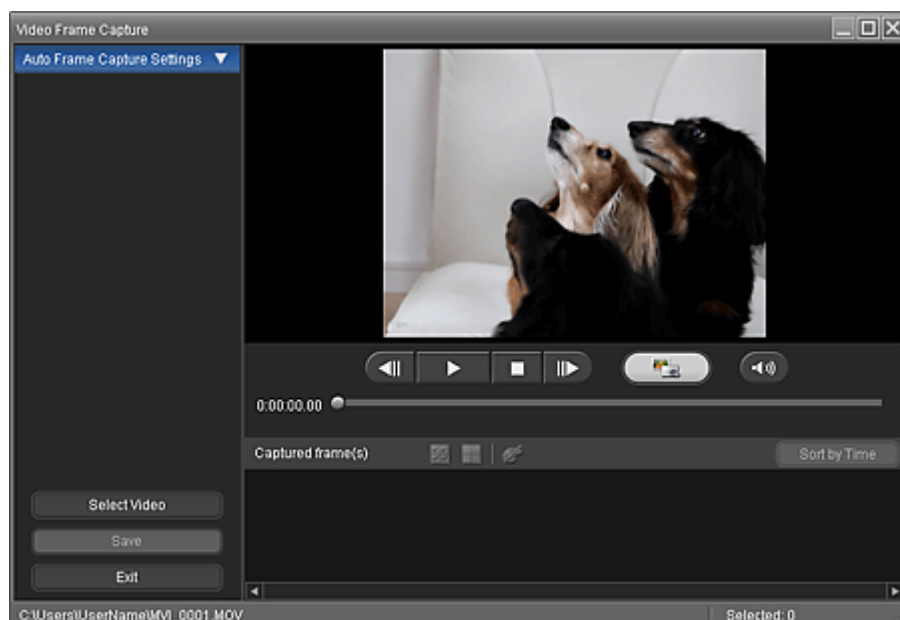 Video Frame Capture
Auto Frame Capture Settings
0:00:00.00
Captured frame(s)
Sort by Time
Select Video
Save
Exit
C:\Users\UserName\MVI_0001.MOV
Selected: 0